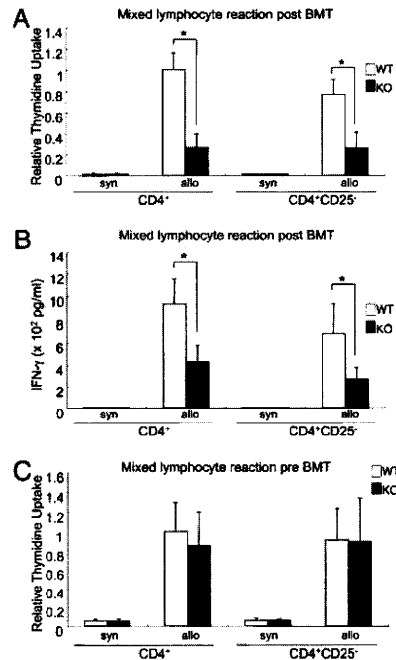 A
Mixed lymphocyte reaction post BMT
Relative Thymidine Uptake
1.4
1.2
1
0.8
0.6
0.4
0.2
0
*
*
WT
KO
syn
allo
syn
allo
CD4⁺
CD4⁺CD25⁻
B
Mixed lymphocyte reaction post BMT
IFN-γ (x 10² pg/ml)
14
12
10
8
6
4
2
0
*
*
WT
KO
syn
allo
syn
allo
CD4⁺
CD4⁺CD25⁻
C
Mixed lymphocyte reaction pre BMT
Relative Thymidine Uptake
1.6
1.4
1.2
1
0.8
0.6
0.4
0.2
0
WT
KO
syn
allo
syn
allo
CD4⁺
CD4⁺CD25⁻